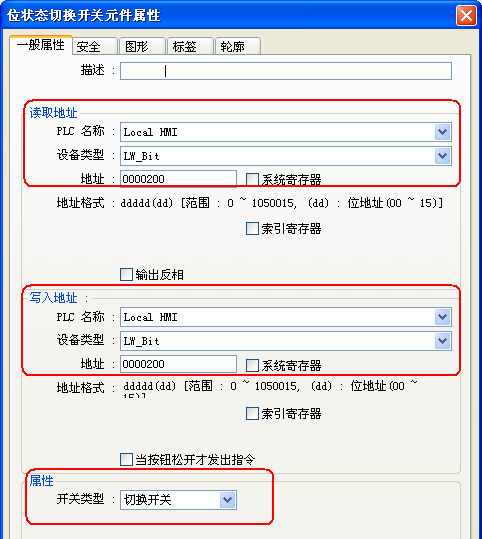 位状态切换开关元件属性
一般属性 安全 图形 标签 轮廓
描述 :
读取地址
PLC 名称 : Local HMI
设备类型 : LW_Bit
地址 : 0000200 系统寄存器
地址格式 : ddddd(dd) [范围 : 0 ~ 1050015, (dd) : 位地址(00 ~ 15)]
索引寄存器
输出反相
写入地址 :
PLC 名称 : Local HMI
设备类型 : LW_Bit
地址 : 0000200 系统寄存器
地址格式 : ddddd(dd) [范围 : 0 ~ 1050015, (dd) : 位地址(00 ~
15)]
索引寄存器
当按钮松开才发出指令
属性
开关类型 : 切换开关